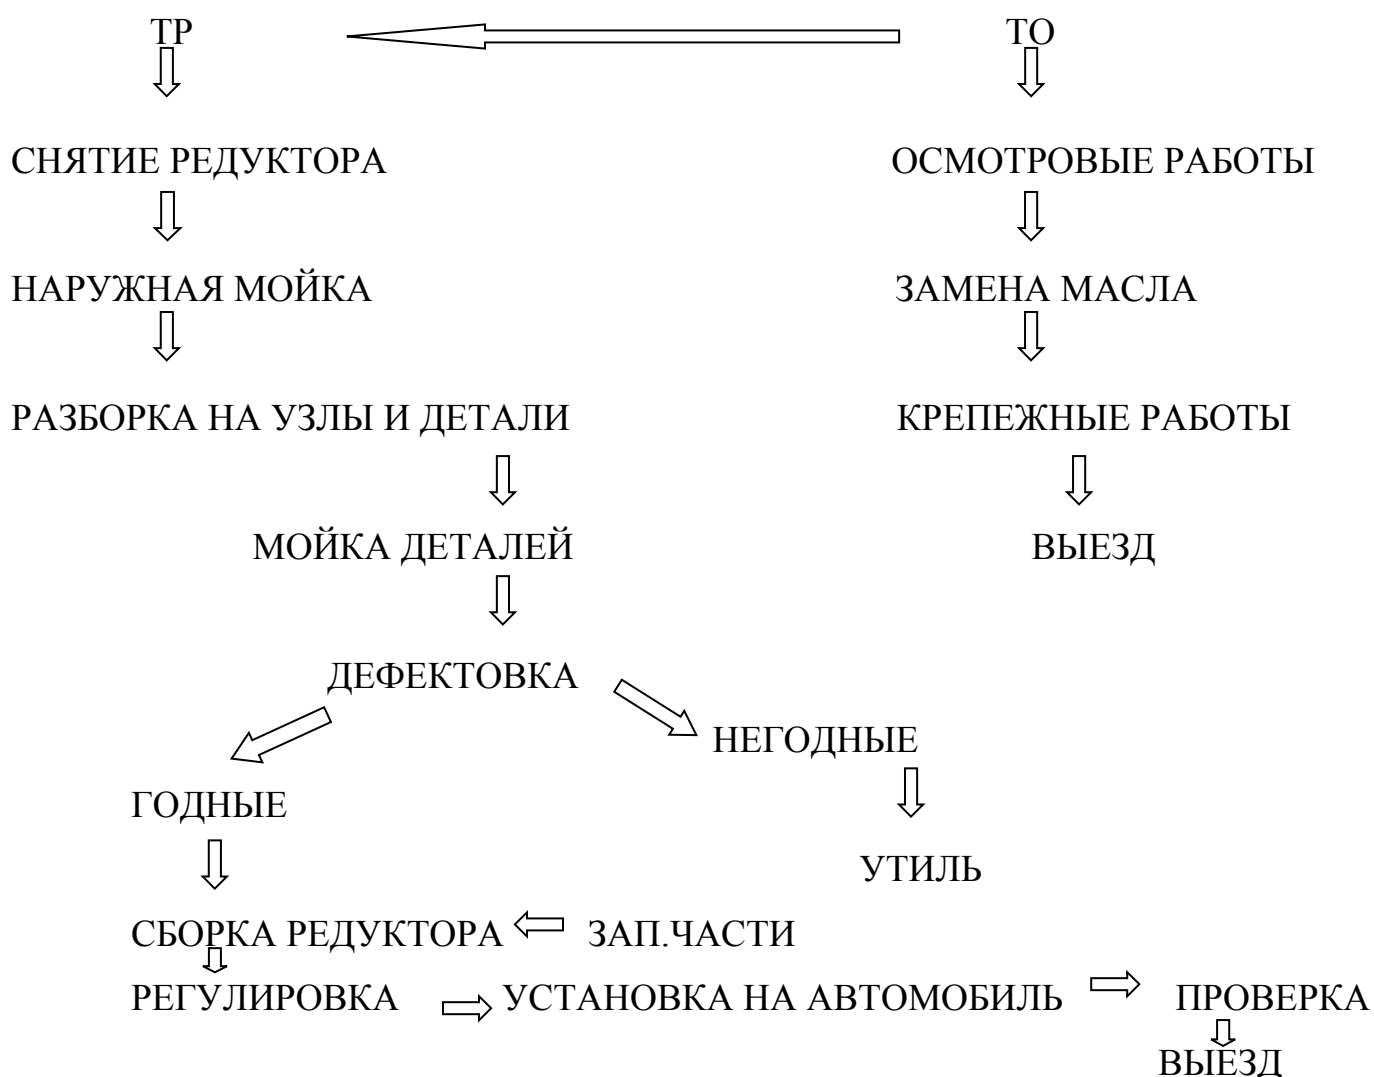 ТР ТО
СНЯТИЕ РЕДУКТОРА ОСМОТРОВЫЕ РАБОТЫ
НАРУЖНАЯ МОЙКА ЗАМЕНА МАСЛА
РАЗБОРКА НА УЗЛЫ И ДЕТАЛИ КРЕПЕЖНЫЕ РАБОТЫ
МОЙКА ДЕТАЛЕЙ ВЫЕЗД
ДЕФЕКТОВКА
НЕГОДНЫЕ
ГОДНЫЕ
УТИЛЬ
СБОРКА РЕДУКТОРА ЗАП.ЧАСТИ
РЕГУЛИРОВКА УСТАНОВКА НА АВТОМОБИЛЬ ПРОВЕРКА
ВЫЕЗД